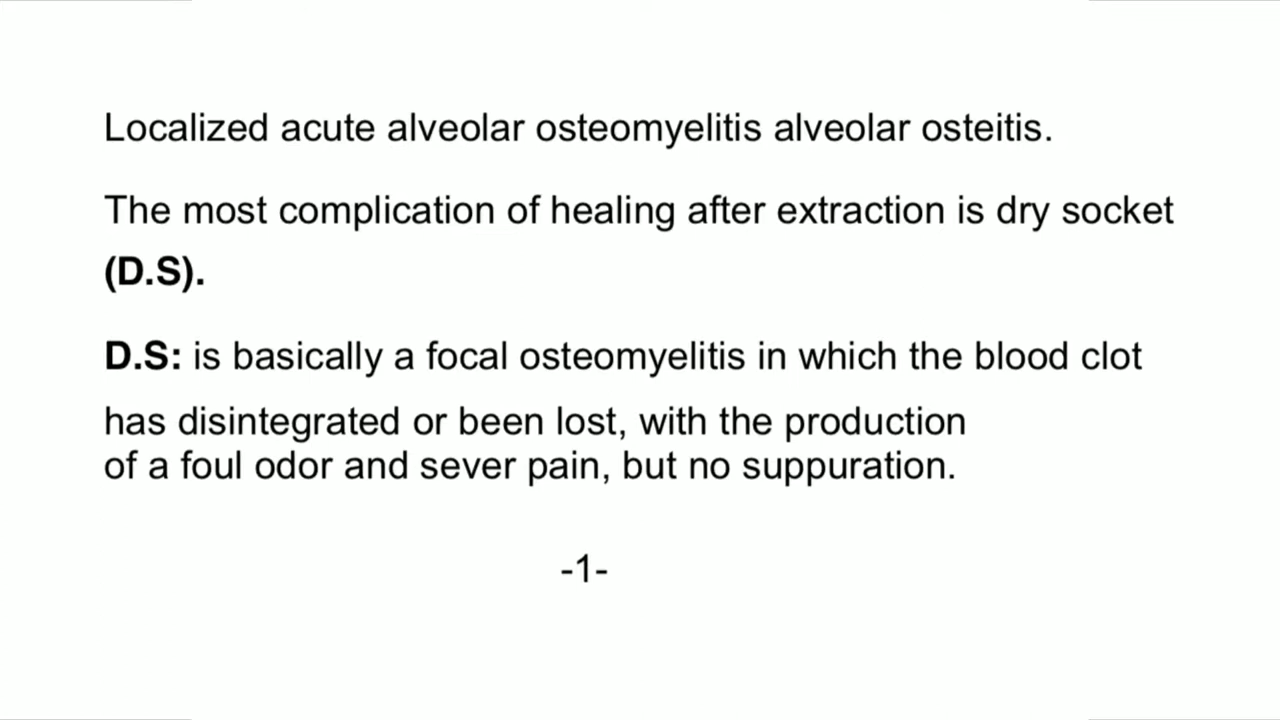 Localized acute alveolar osteomyelitis alveolar osteitis.
The most complication of healing after extraction is dry socket
(D.S).
D.S: is basically a focal osteomyelitis in which the blood clot
has disintegrated or been lost, with the production
of a foul odor and sever pain, but no suppuration.
-1-